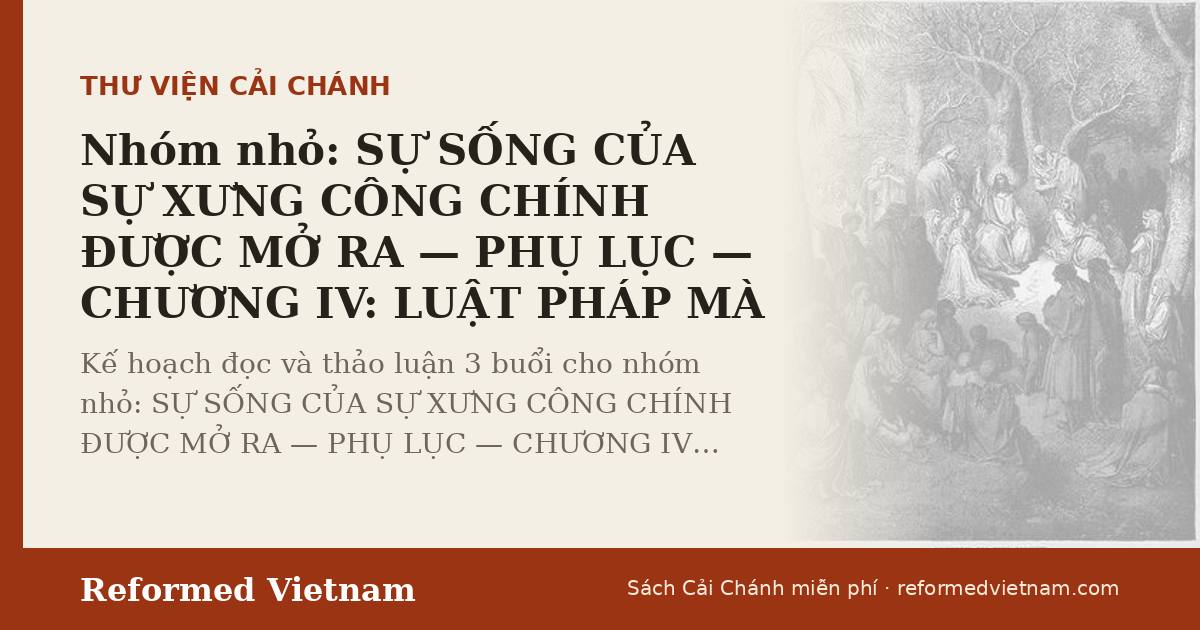 THƯ VIỆN CẢI CHÁNH
Nhóm nhỏ: SỰ SỐNG CỦA
SỰ XƯNG CÔNG CHÍNH
ĐƯỢC MỞ RA — PHỤ LỤC —
CHƯƠNG IV: LUẬT PHÁP MÀ
Kế hoạch đọc và thảo luận 3 buổi cho nhóm
nhỏ: SỰ SỐNG CỦA SỰ XƯNG CÔNG CHÍNH
ĐƯỢC MỞ RA — PHỤ LỤC — CHƯƠNG IV…
Reformed Vietnam
Sách Cải Chánh miễn phí · reformedvietnam.com